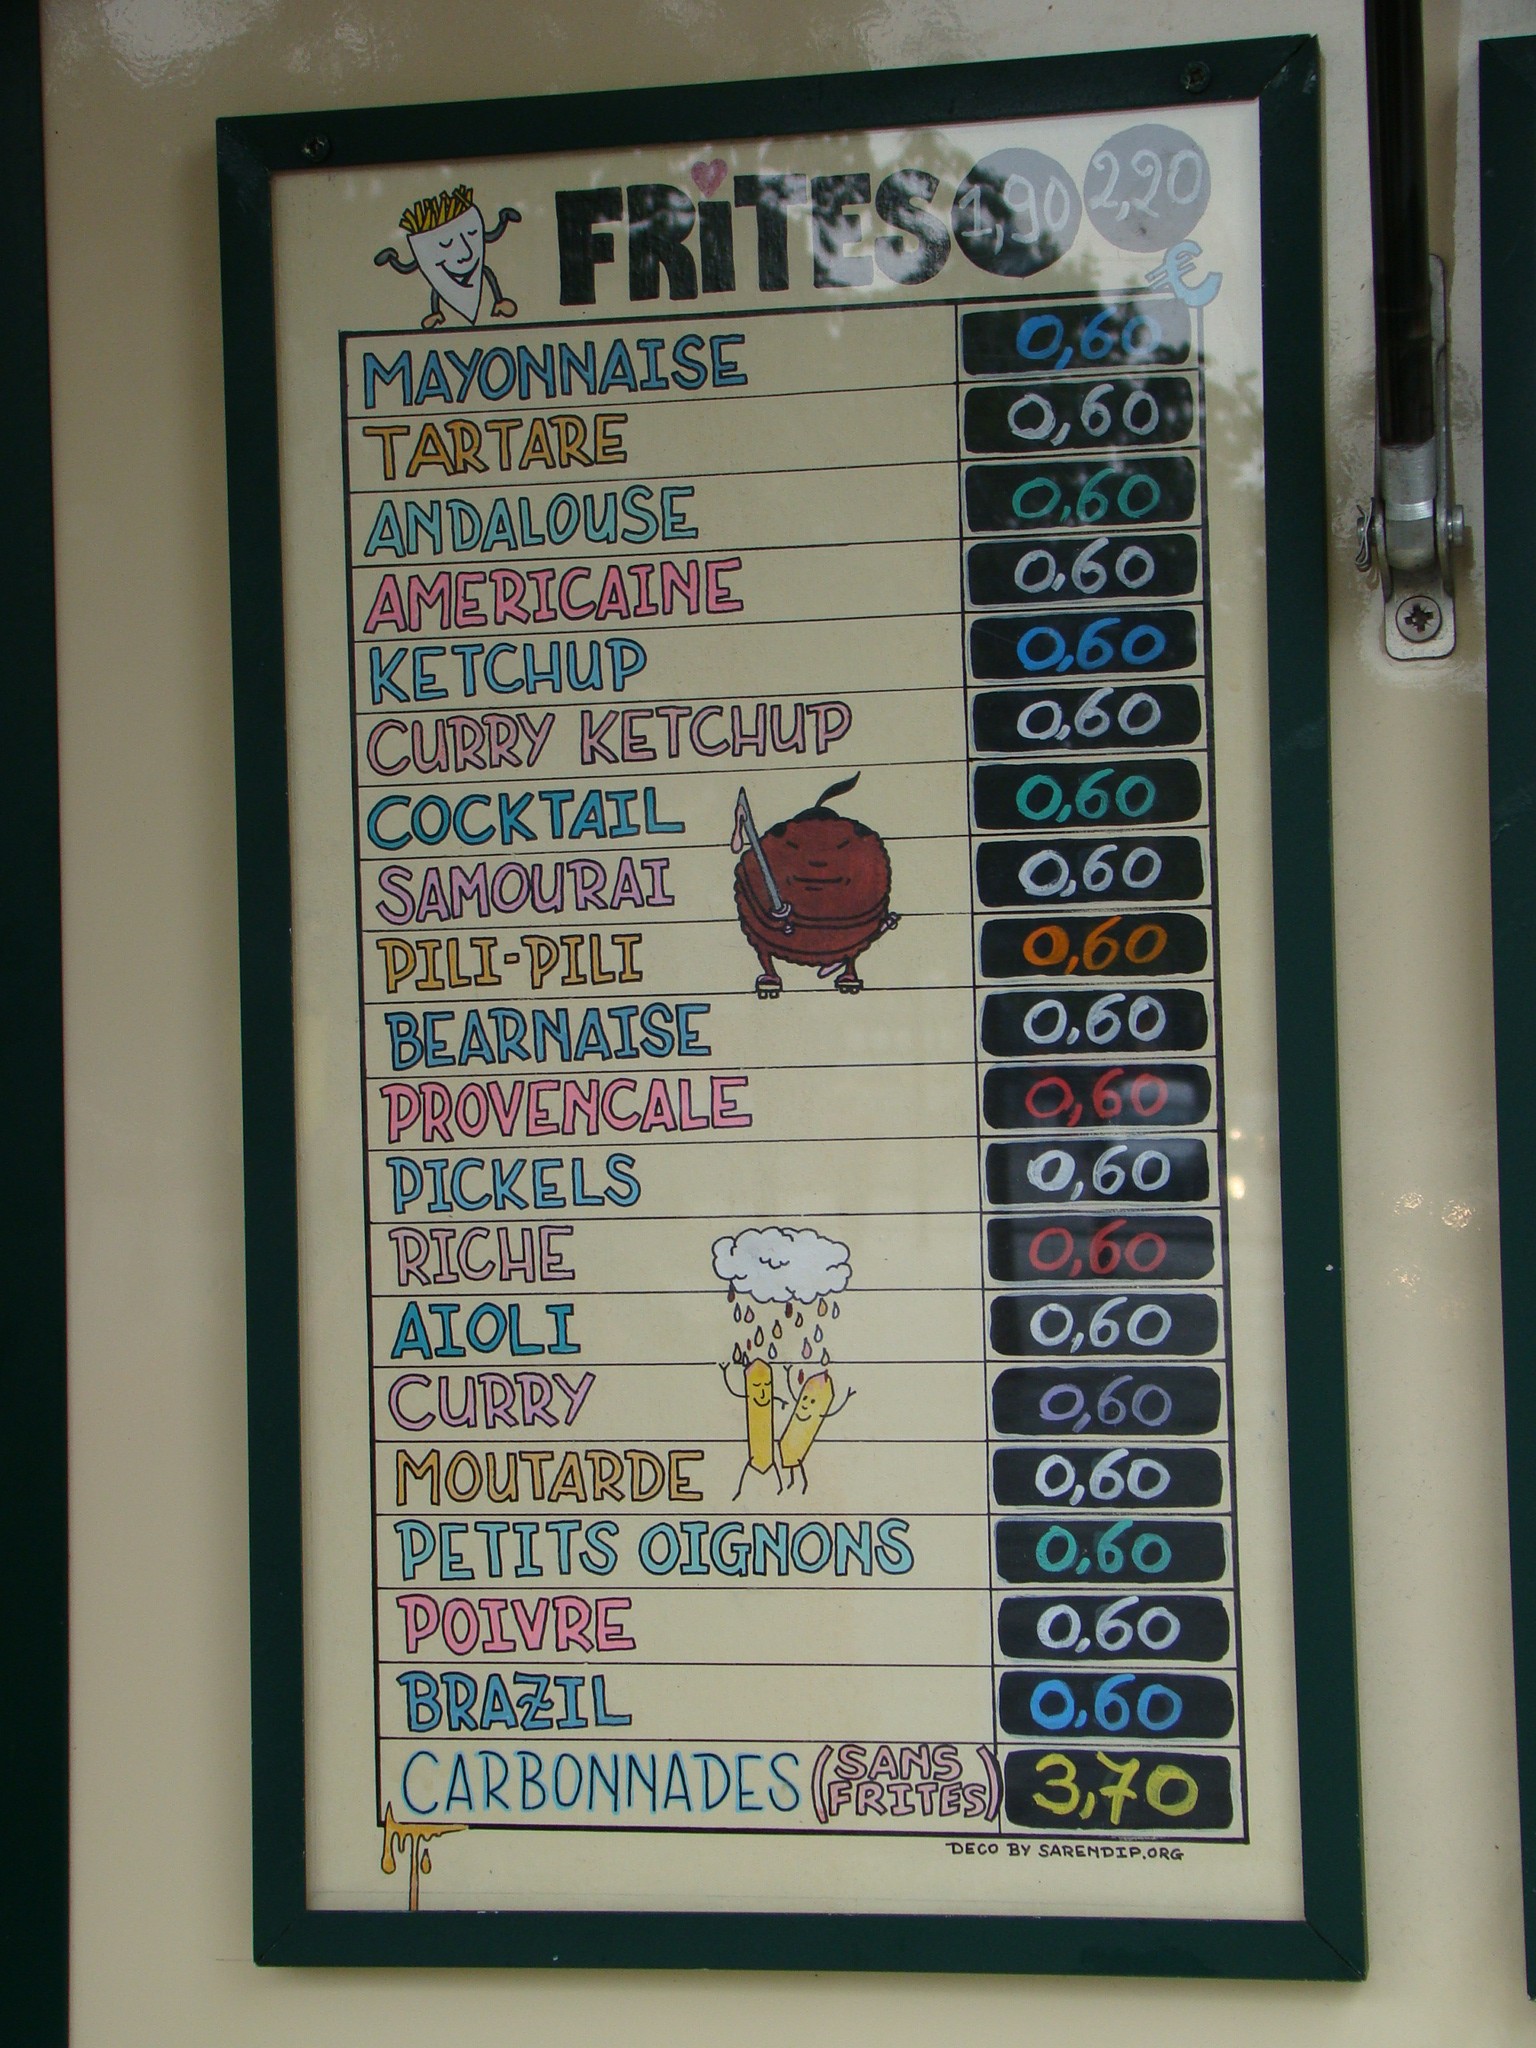 FRITES 1,90 2,20
€
MAYONNAISE 0,60
TARTARE 0,60
ANDALOUSE 0,60
AMERICAINE 0,60
KETCHUP 0,60
CURRY KETCHUP 0,60
COCKTAIL 0,60
SAMOURAI 0,60
PILI-PILI 0,60
BEARNAISE 0,60
PROVENCALE 0,60
PICKELS 0,60
RICHE 0,60
AIOLI 0,60
CURRY 0,60
MOUTARDE 0,60
PETITS OIGNONS 0,60
POIVRE 0,60
BRAZIL 0,60
CARBONNADES (SANS FRITES) 3,70
DECO BY SARENDIP.ORG